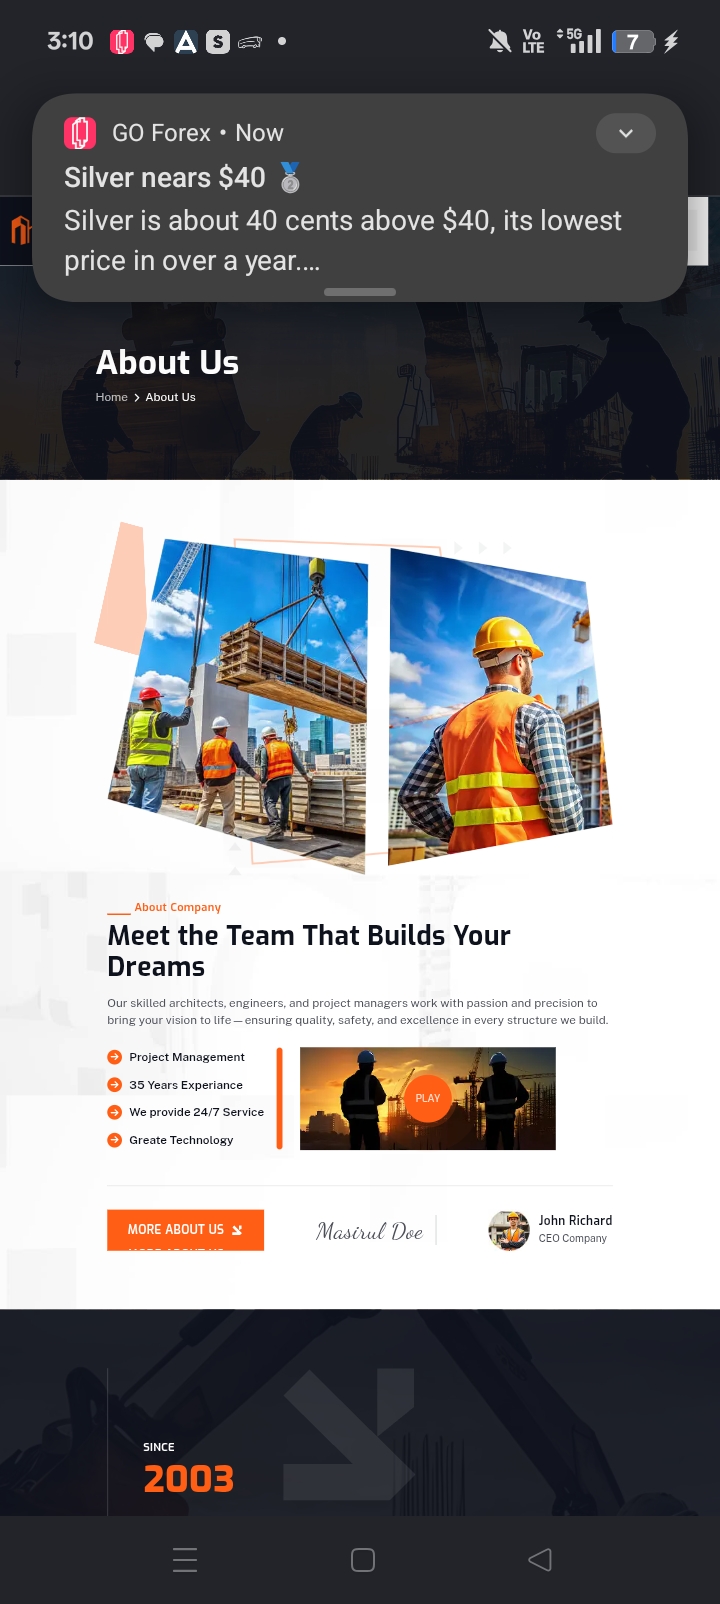 3:10
S
Vo
LTE
5G
7
GO Forex • Now
Silver nears $40 🥈
Silver is about 40 cents above $40, its lowest
price in over a year....
About Us
Home > About Us
About Company
Meet the Team That Builds Your
Dreams
Our skilled architects, engineers, and project managers work with passion and precision to
bring your vision to life—ensuring quality, safety, and excellence in every structure we build.
Project Management
35 Years Experiance
We provide 24/7 Service
Greate Technology
PLAY
MORE ABOUT US
Masirul Doe
John Richard
CEO Company
SINCE
2003